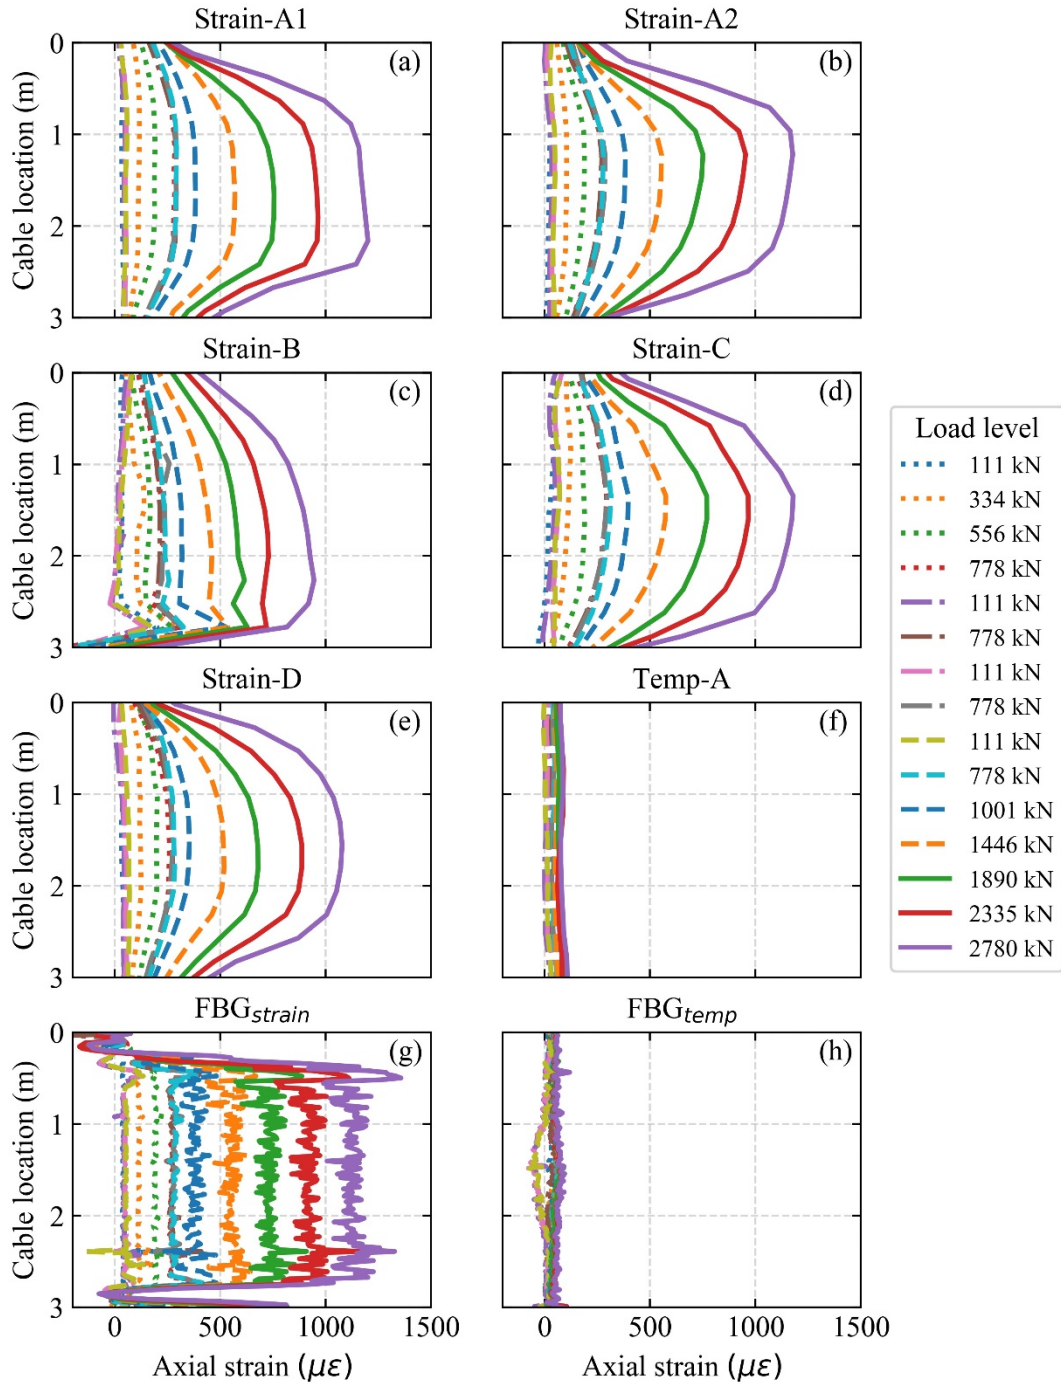 Strain-A1 Strain-A2
0 (a) (b)
1
2
3
Cable location (m)
Strain-B Strain-C
0 (c) (d)
1
2
3
Cable location (m)
Load level
111 kN
334 kN
556 kN
778 kN
111 kN
778 kN
111 kN
778 kN
111 kN
778 kN
1001 kN
1446 kN
1890 kN
2335 kN
2780 kN
Strain-D Temp-A
0 (e) (f)
1
2
3
Cable location (m)
FBG_strain FBG_temp
0 (g) (h)
1
2
3
Cable location (m)
0 500 1000 1500 0 500 1000 1500
Axial strain (με) Axial strain (με)